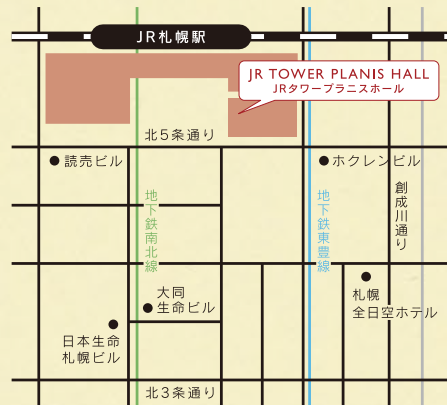 JR札幌駅
JR TOWER PLANIS HALL
JRタワープラニスホール
北5条通り
読売ビル
ホクレンビル
地下鉄南北線
地下鉄東豊線
創成川通り
大同
生命ビル
札幌
全日空ホテル
日本生命
札幌ビル
北3条通り